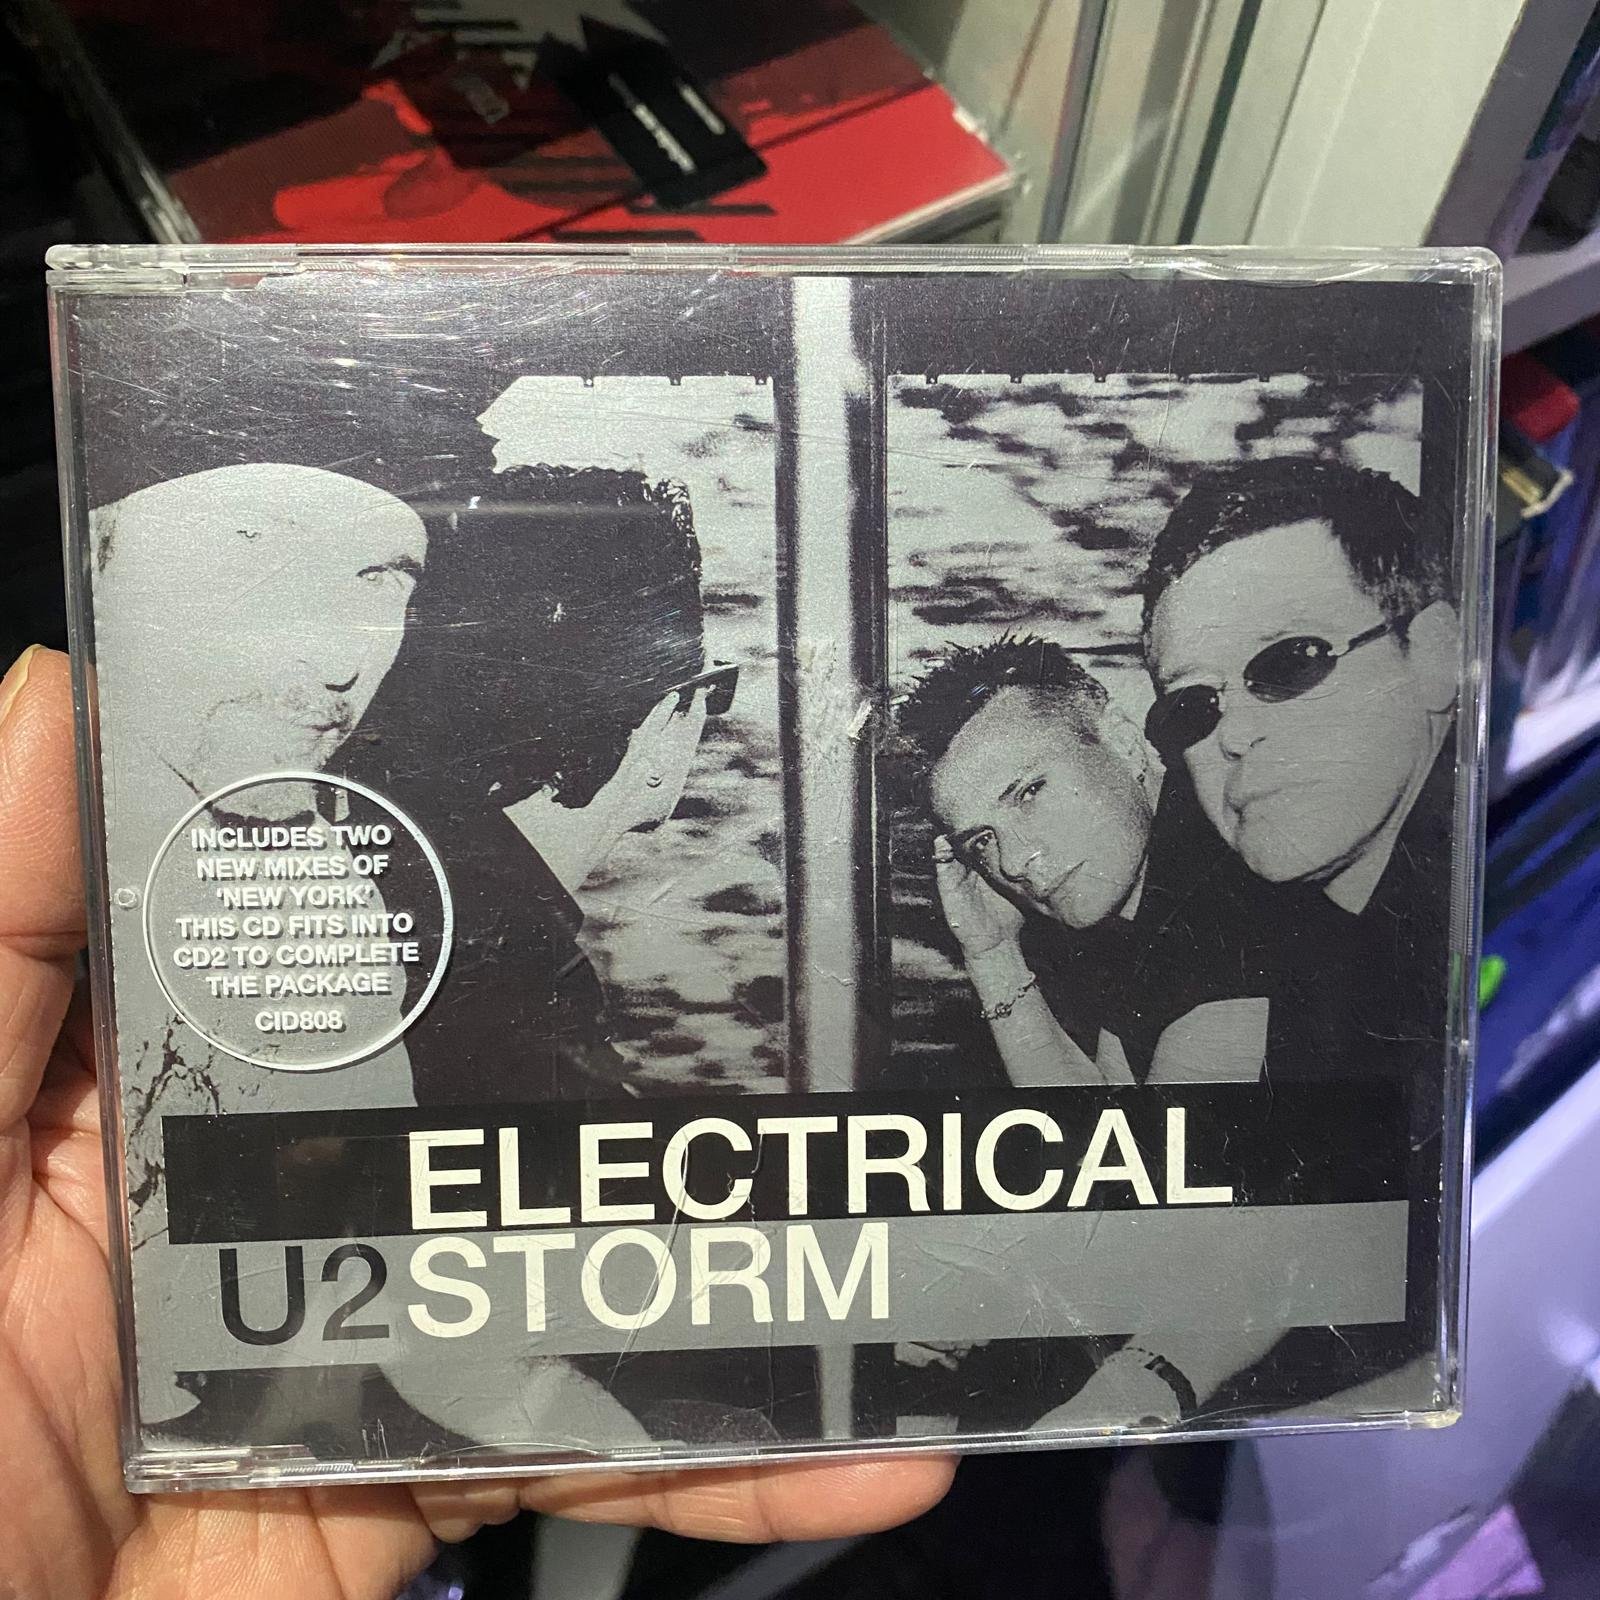 INCLUDES TWO
NEW MIXES OF
'NEW YORK'
THIS CD FITS INTO
CD2 TO COMPLETE
THE PACKAGE
CID808
ELECTRICAL
U2 STORM